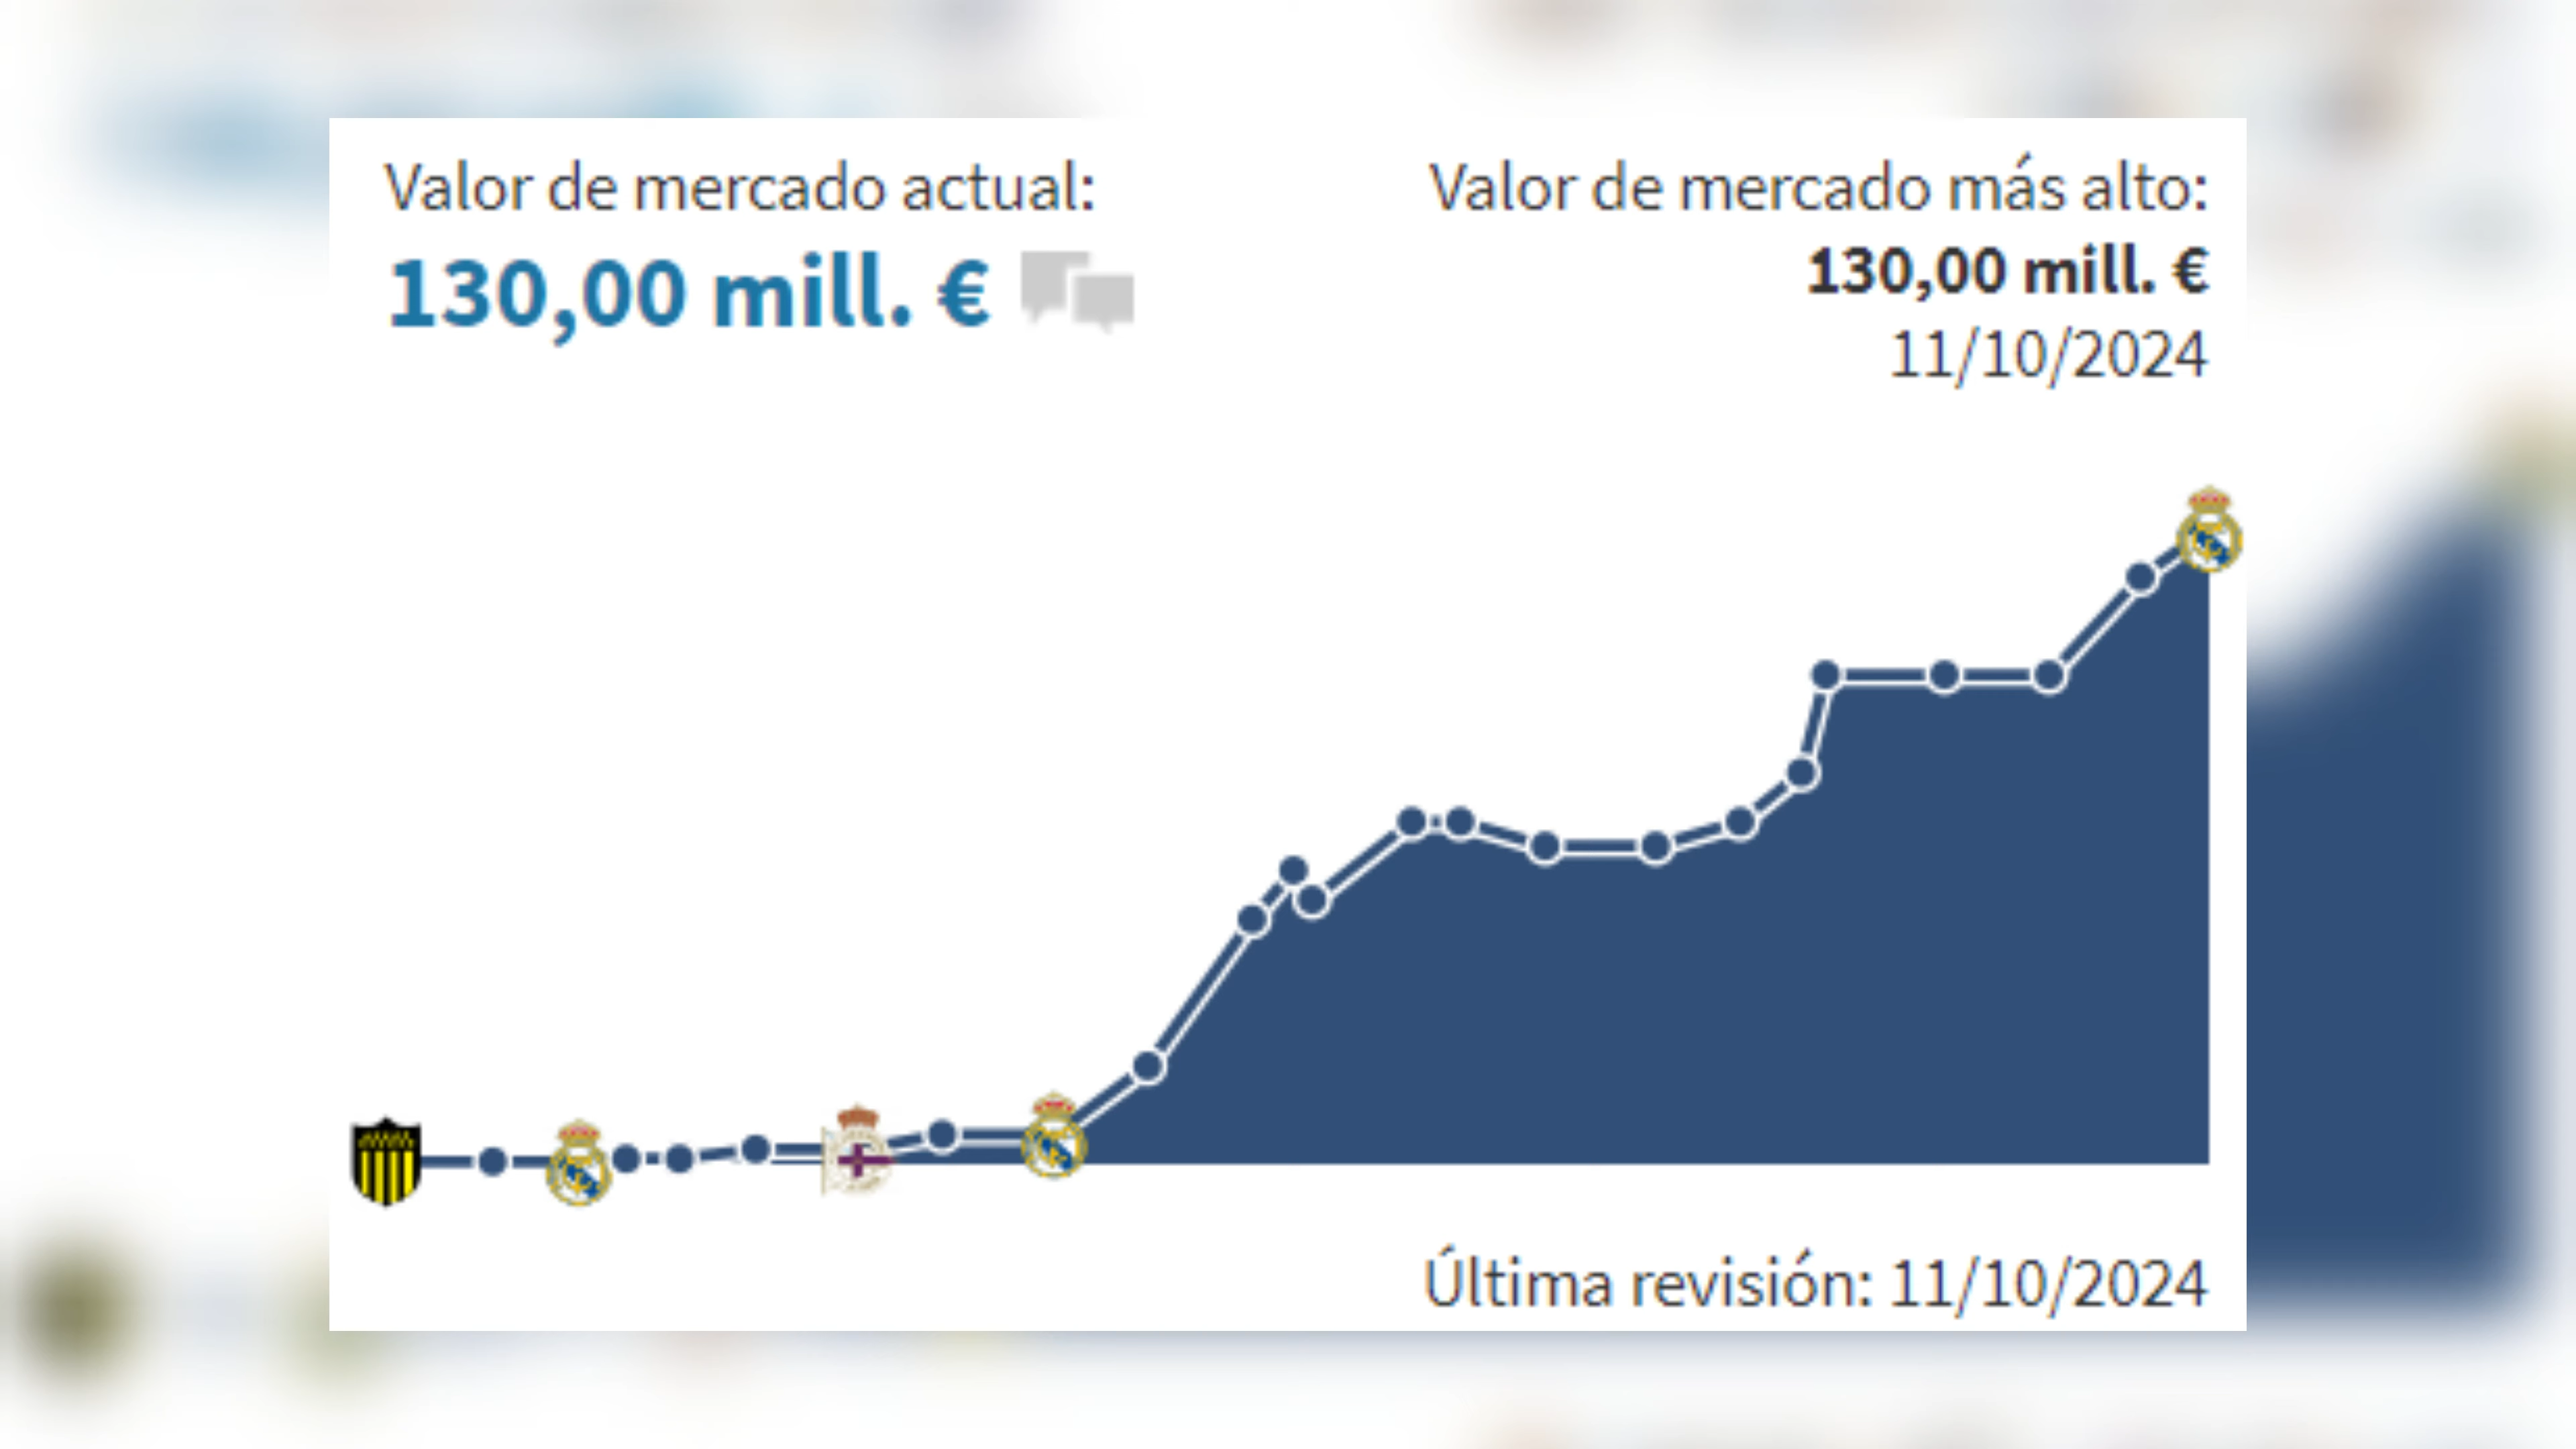 Valor de mercado actual:
130,00 mill. €
Valor de mercado más alto:
130,00 mill. €
11/10/2024
Última revisión: 11/10/2024